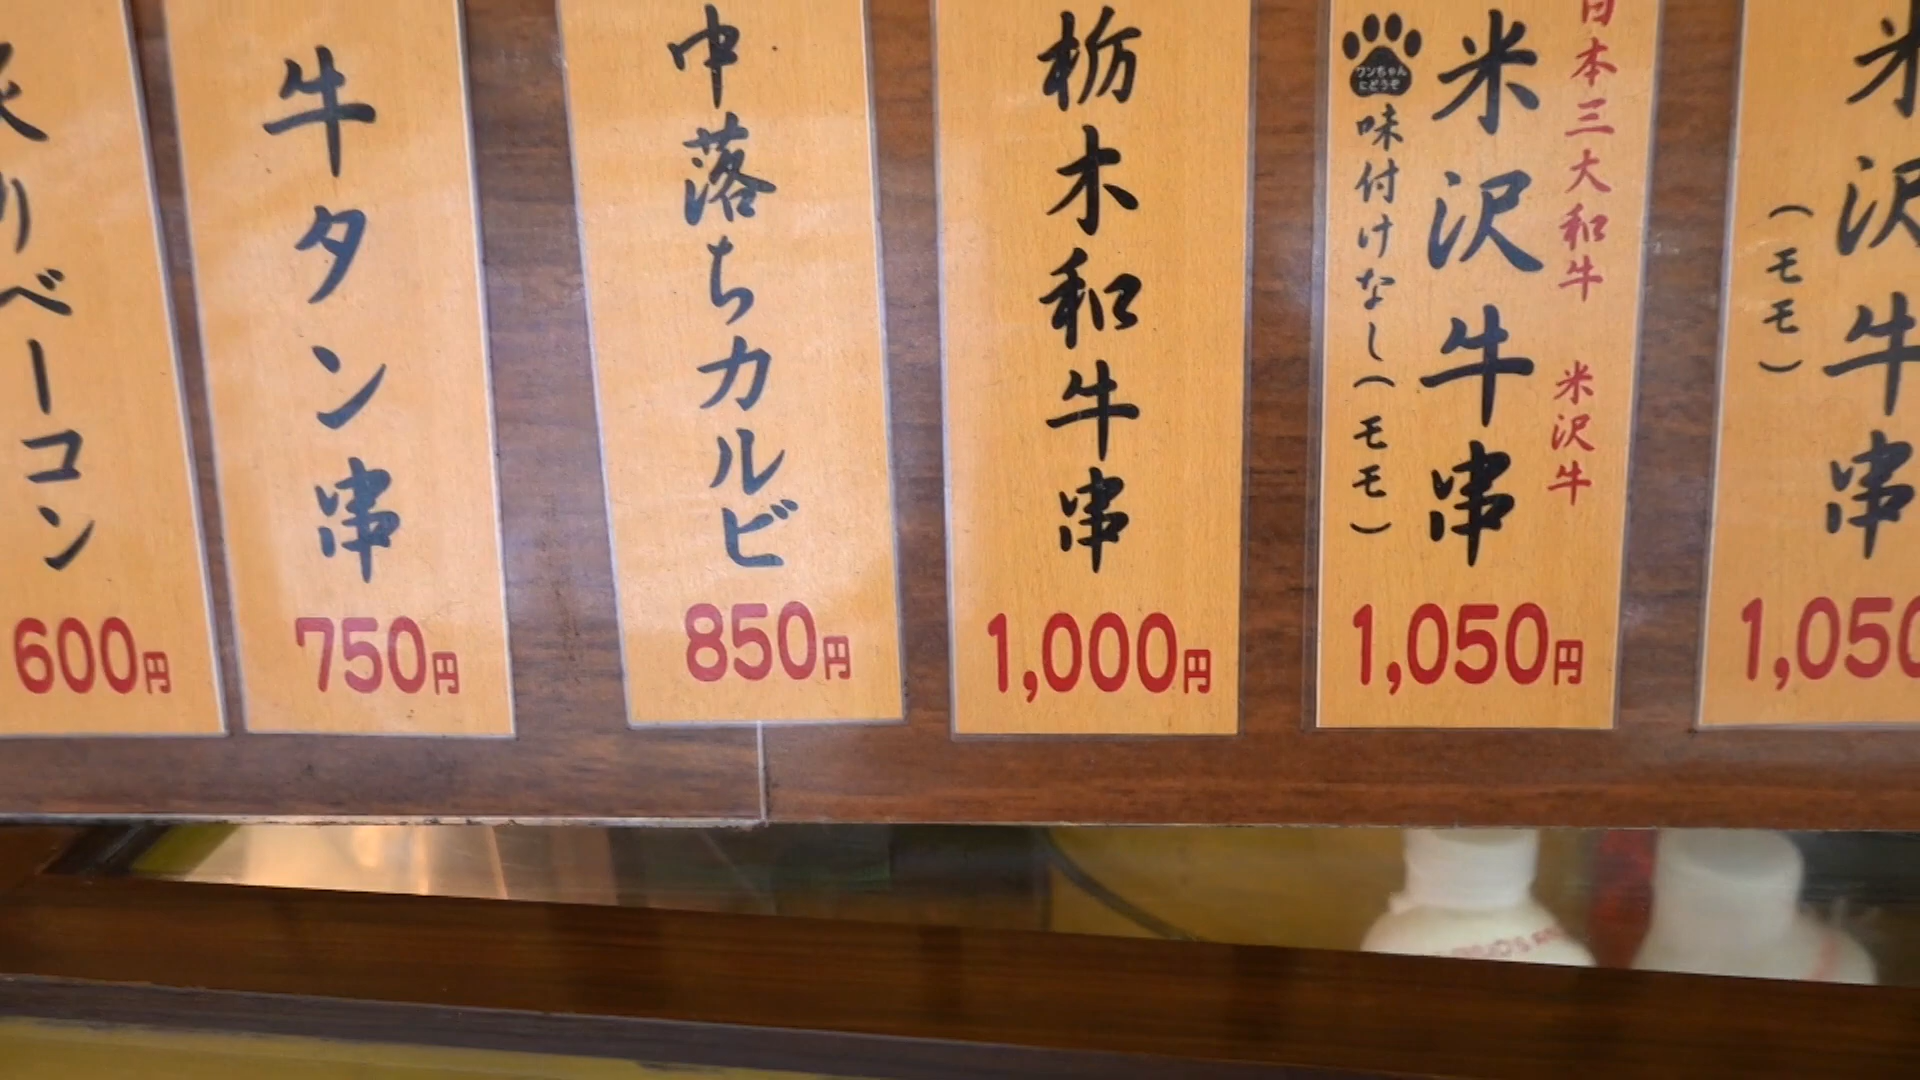 米沢牛串
（モモ）
1,050
日本三大和牛 米沢牛
米沢牛串
ワンちゃん
にどうぞ
味付けなし（モモ）
1,050円
栃木和牛串
1,000円
中落ちカルビ
850円
牛タン串
750円
炙りベーコン
600円